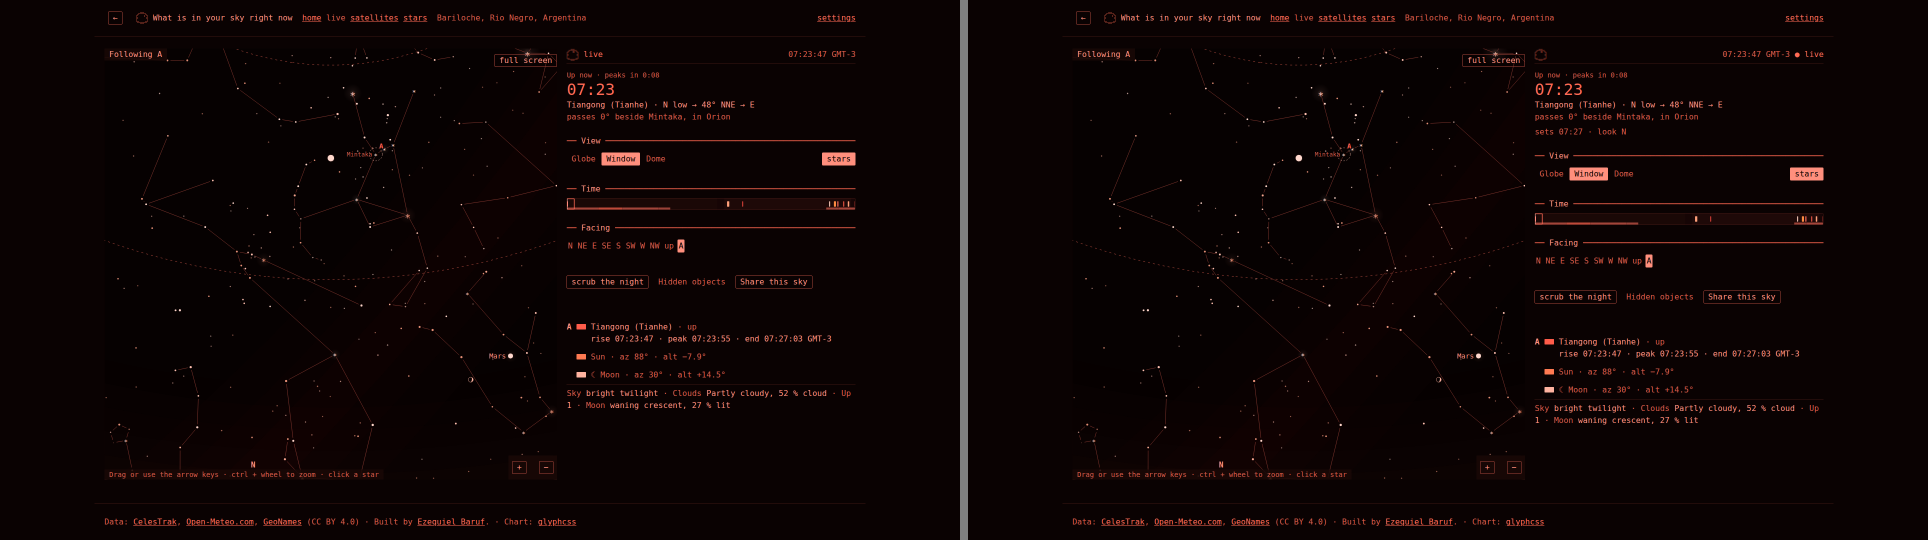 ← What is in your sky right now home live satellites stars Bariloche, Rio Negro, Argentina settings
Following A
full screen
live 07:23:47 GMT-3
Up now · peaks in 0:08
07:23
Tiangong (Tianhe) · N low → 48° NNE → E
passes 0° beside Mintaka, in Orion
View
Globe Window Dome stars
Time
Facing
N NE E SE S SW W NW up A
scrub the night Hidden objects Share this sky
A Tiangong (Tianhe) · up
rise 07:23:47 · peak 07:23:55 · end 07:27:03 GMT-3
Sun · az 88° · alt −7.9°
☾ Moon · az 30° · alt +14.5°
Sky bright twilight · Clouds Partly cloudy, 52 % cloud · Up
1 · Moon waning crescent, 27 % lit
A
Mintaka
Mars
N
Drag or use the arrow keys · ctrl + wheel to zoom · click a star
+ −
Data: CelesTrak, Open-Meteo.com, GeoNames (CC BY 4.0) · Built by Ezequiel Baruf. · Chart: glyphcss
← What is in your sky right now home live satellites stars Bariloche, Rio Negro, Argentina settings
Following A
full screen
07:23:47 GMT-3 ● live
Up now · peaks in 0:08
07:23
Tiangong (Tianhe) · N low → 48° NNE → E
passes 0° beside Mintaka, in Orion
sets 07:27 · look N
View
Globe Window Dome stars
Time
Facing
N NE E SE S SW W NW up A
scrub the night Hidden objects Share this sky
A Tiangong (Tianhe) · up
rise 07:23:47 · peak 07:23:55 · end 07:27:03 GMT-3
Sun · az 88° · alt −7.9°
☾ Moon · az 30° · alt +14.5°
Sky bright twilight · Clouds Partly cloudy, 52 % cloud · Up
1 · Moon waning crescent, 27 % lit
A
Mintaka
Mars
N
Drag or use the arrow keys · ctrl + wheel to zoom · click a star
+ −
Data: CelesTrak, Open-Meteo.com, GeoNames (CC BY 4.0) · Built by Ezequiel Baruf. · Chart: glyphcss